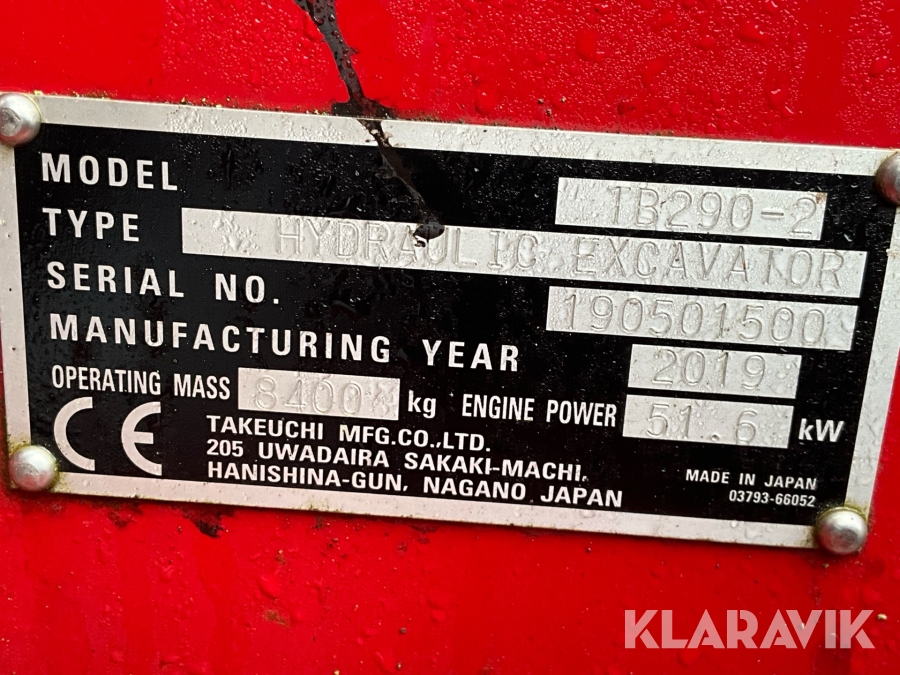 MODEL TB290-2
TYPE HYDRAULIC EXCAVATOR
SERIAL NO. 190501500
MANUFACTURING YEAR 2019
OPERATING MASS 8400 kg ENGINE POWER 51.6 kW
CE
TAKEUCHI MFG.CO.,LTD.
205 UWADAIRA SAKAKI-MACHI,
HANISHINA-GUN, NAGANO JAPAN
MADE IN JAPAN
03793-66052
KLARAVIK